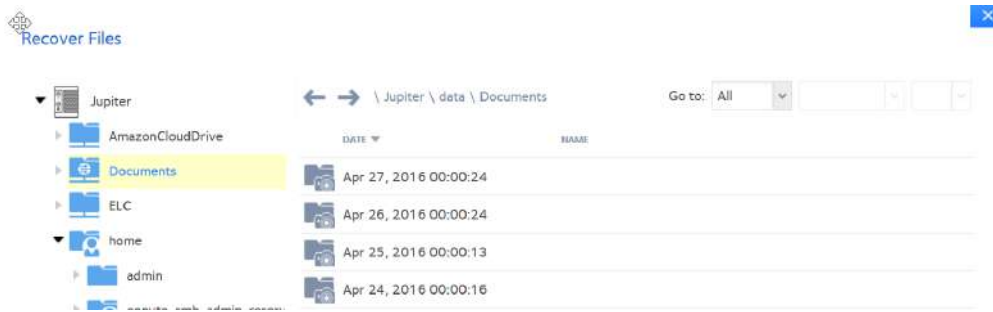 Recover Files
Jupiter
\ Jupiter \ data \ Documents
Go to: All
AmazonCloudDrive
DATE NAME
Documents
Apr 27, 2016 00:00:24
ELC
Apr 26, 2016 00:00:24
home
Apr 25, 2016 00:00:13
admin
Apr 24, 2016 00:00:16